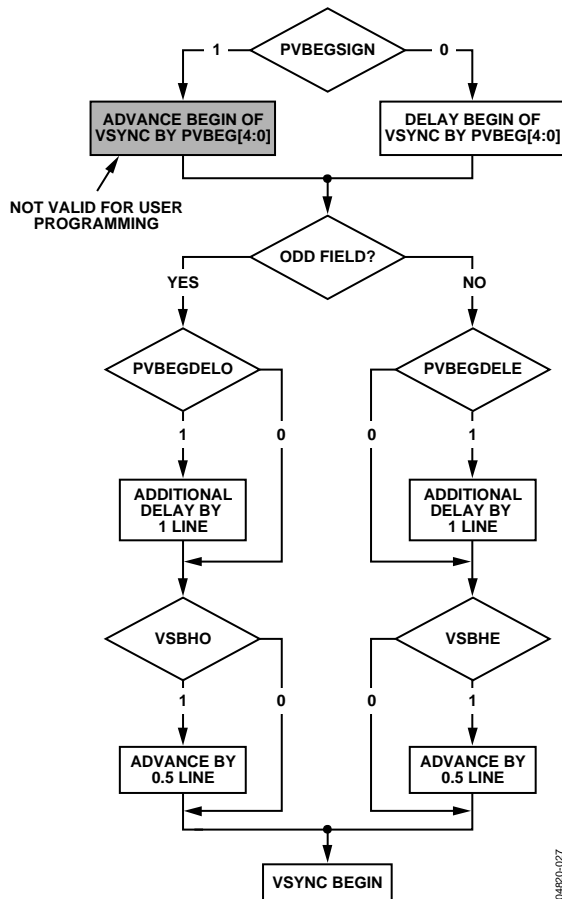 PVBEGSIGN
1
0
ADVANCE BEGIN OF
VSYNC BY PVBEG[4:0]
DELAY BEGIN OF
VSYNC BY PVBEG[4:0]
NOT VALID FOR USER
PROGRAMMING
ODD FIELD?
YES
NO
PVBEGDELO
PVBEGDELE
1
0
0
1
ADDITIONAL
DELAY BY
1 LINE
ADDITIONAL
DELAY BY
1 LINE
VSBHO
VSBHE
1
0
0
1
ADVANCE BY
0.5 LINE
ADVANCE BY
0.5 LINE
VSYNC BEGIN
04820-027